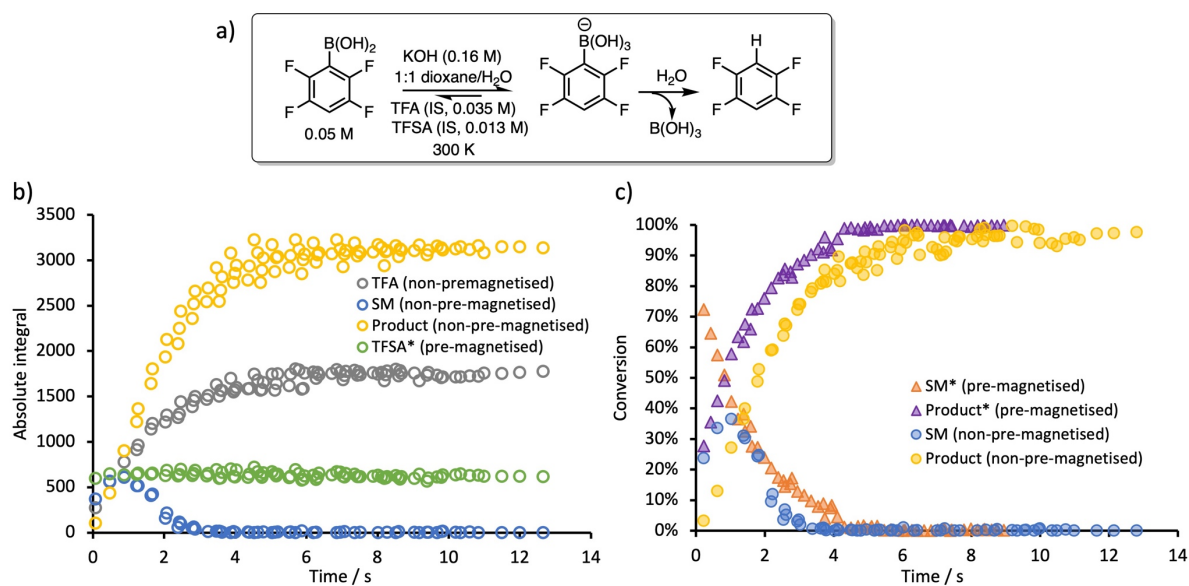 a)
B(OH)2
F
F
F
F
0.05 M
KOH (0.16 M)
1:1 dioxane/H2O
TFA (IS, 0.035 M)
TFSA (IS, 0.013 M)
300 K
⊖
B(OH)3
F
F
F
F
H2O
B(OH)3
H
F
F
F
F
b)
Absolute integral
3500
3000
2500
2000
1500
1000
500
0
0 2 4 6 8 10 12 14
Time / s
TFA (non-premagnetised)
SM (non-pre-magnetised)
Product (non-pre-magnetised)
TFSA* (pre-magnetised)
c)
Conversion
100%
90%
80%
70%
60%
50%
40%
30%
20%
10%
0%
0 2 4 6 8 10 12 14
Time / s
SM* (pre-magnetised)
Product* (pre-magnetised)
SM (non-pre-magnetised)
Product (non-pre-magnetised)